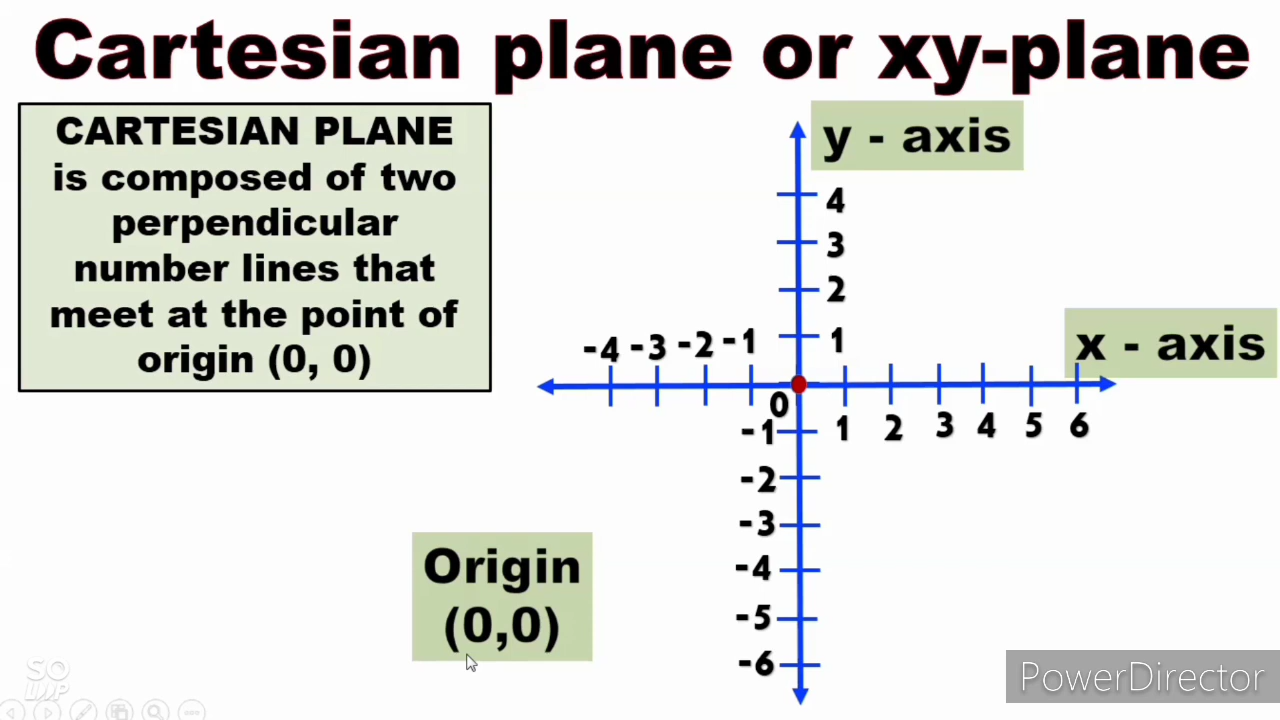 Cartesian plane or xy-plane
CARTESIAN PLANE
is composed of two
perpendicular
number lines that
meet at the point of
origin (0, 0)
y - axis
4
3
2
1
x - axis
-4 -3 -2 -1
0
1 2 3 4 5 6
-1
-2
-3
-4
-5
-6
Origin
(0,0)
PowerDirector